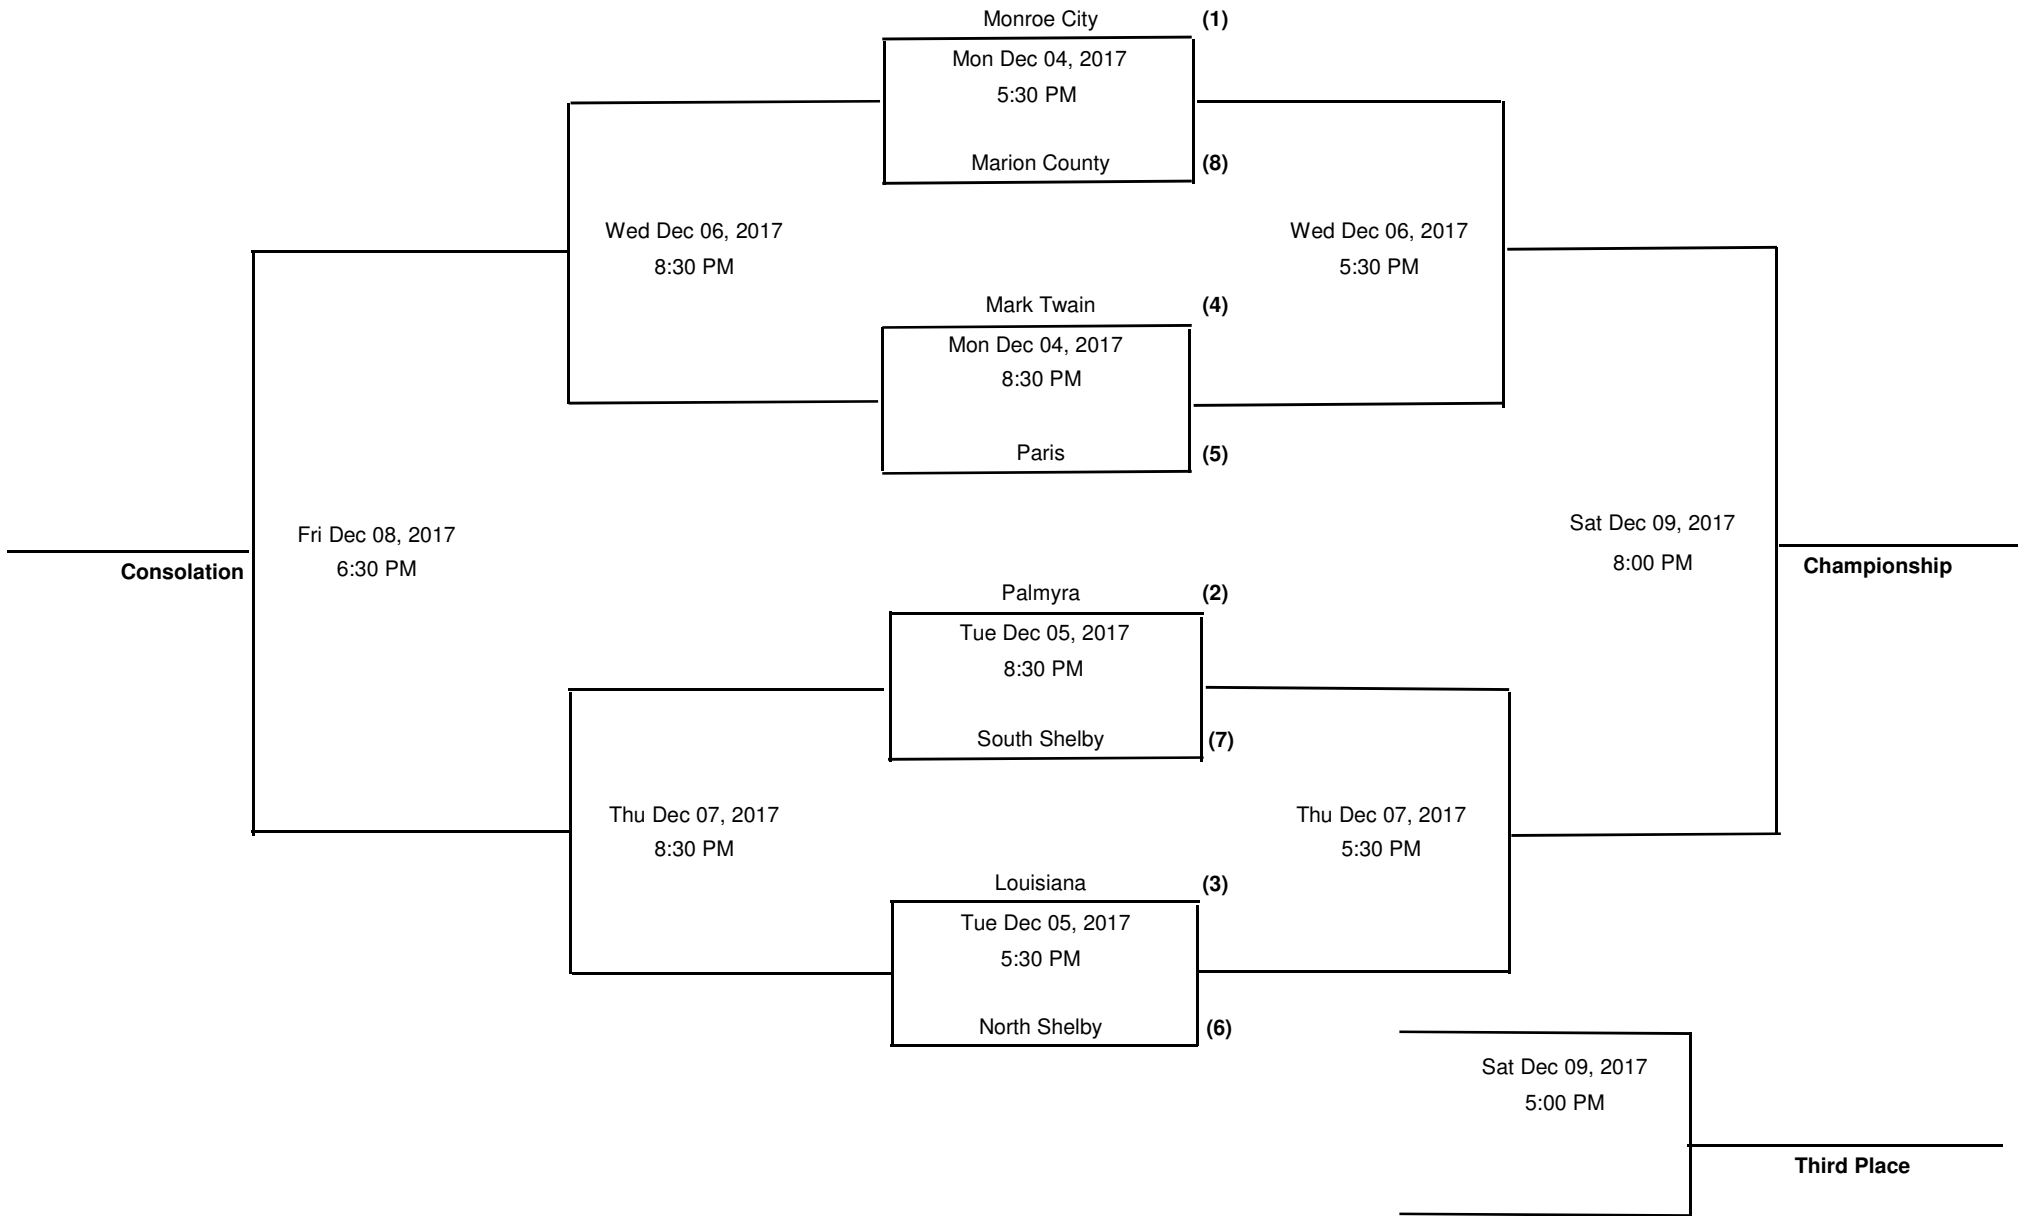 Monroe City (1)
Mon Dec 04, 2017
5:30 PM
Marion County (8)
Wed Dec 06, 2017
8:30 PM
Wed Dec 06, 2017
5:30 PM
Mark Twain (4)
Mon Dec 04, 2017
8:30 PM
Paris (5)
Fri Dec 08, 2017
6:30 PM
Consolation
Sat Dec 09, 2017
8:00 PM
Championship
Palmyra (2)
Tue Dec 05, 2017
8:30 PM
South Shelby (7)
Thu Dec 07, 2017
8:30 PM
Thu Dec 07, 2017
5:30 PM
Louisiana (3)
Tue Dec 05, 2017
5:30 PM
North Shelby (6)
Sat Dec 09, 2017
5:00 PM
Third Place